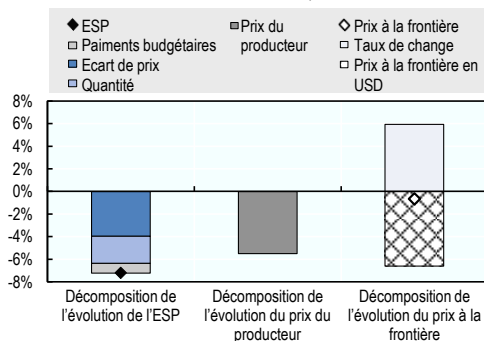 ESP
Paiments budgétaires
Ecart de prix
Quantité
Prix du
producteur
Prix à la frontière
Taux de change
Prix à la frontière en
USD
8%
6%
4%
2%
0%
-2%
-4%
-6%
-8%
Décomposition de
l'évolution de l'ESP
Décomposition de
l'évolution du prix du
producteur
Décomposition de
l'évolution du prix à la
frontière